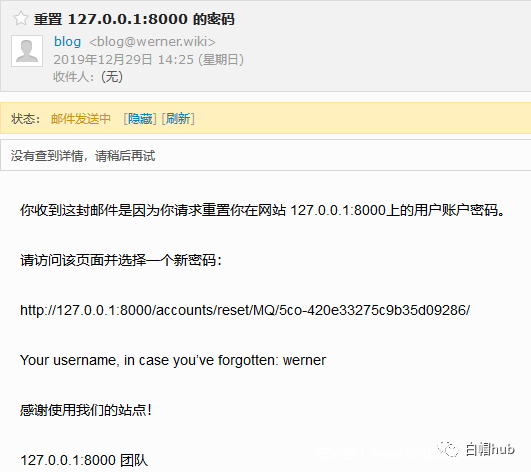 重置 127.0.0.1:8000 的密码
blog <blog@werner.wiki>
2019年12月29日 14:25 (星期日)
收件人：(无)
状态： 邮件发送中 [隐藏] [刷新]
没有查到详情，请稍后再试
你收到这封邮件是因为你请求重置你在网站 127.0.0.1:8000上的用户账户密码。
请访问该页面并选择一个新密码：
http://127.0.0.1:8000/accounts/reset/MQ/5co-420e33275c9b35d09286/
Your username, in case you’ve forgotten: werner
感谢使用我们的站点！
127.0.0.1:8000 团队
白帽hub